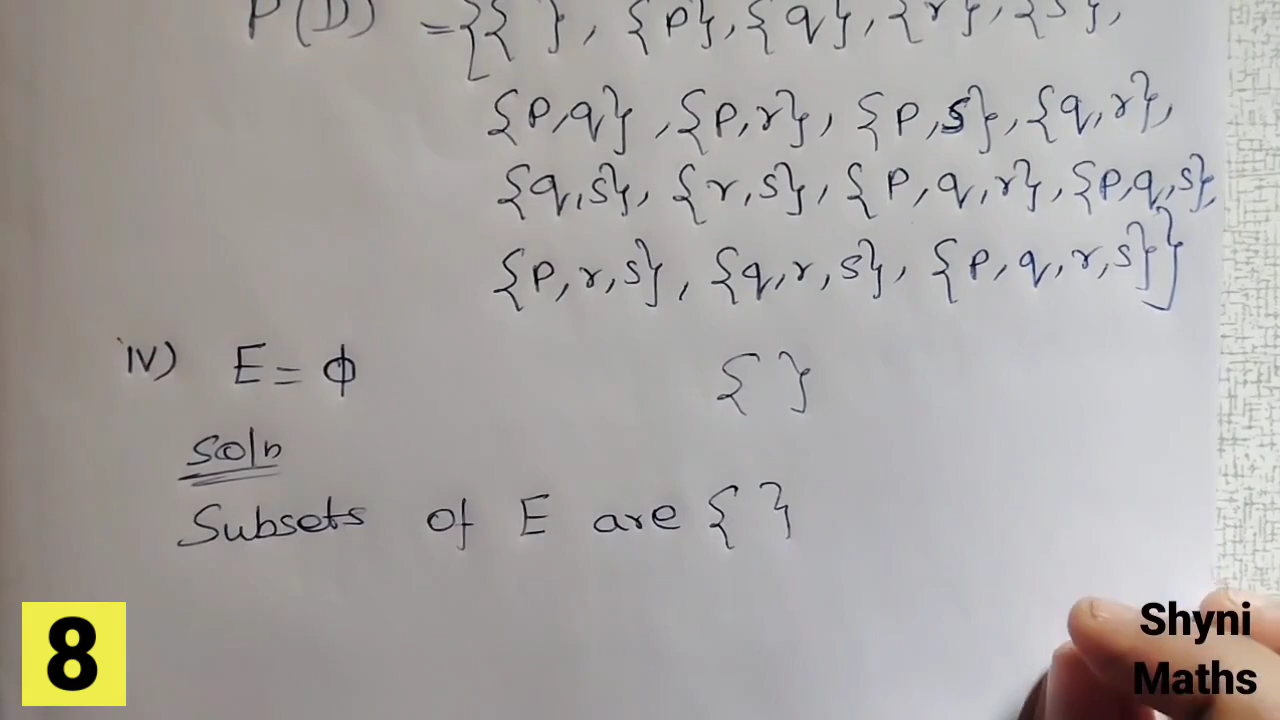 P(D) = {{ }, {p}, {q}, {r}, {s},
{p,q}, {p,r}, {p,s}, {q,r},
{q,s}, {r,s}, {p,q,r}, {p,q,s},
{p,r,s}, {q,r,s}, {p,q,r,s}}
iv) E = ϕ { }
Soln
Subsets of E are { }
8
Shyni
Maths